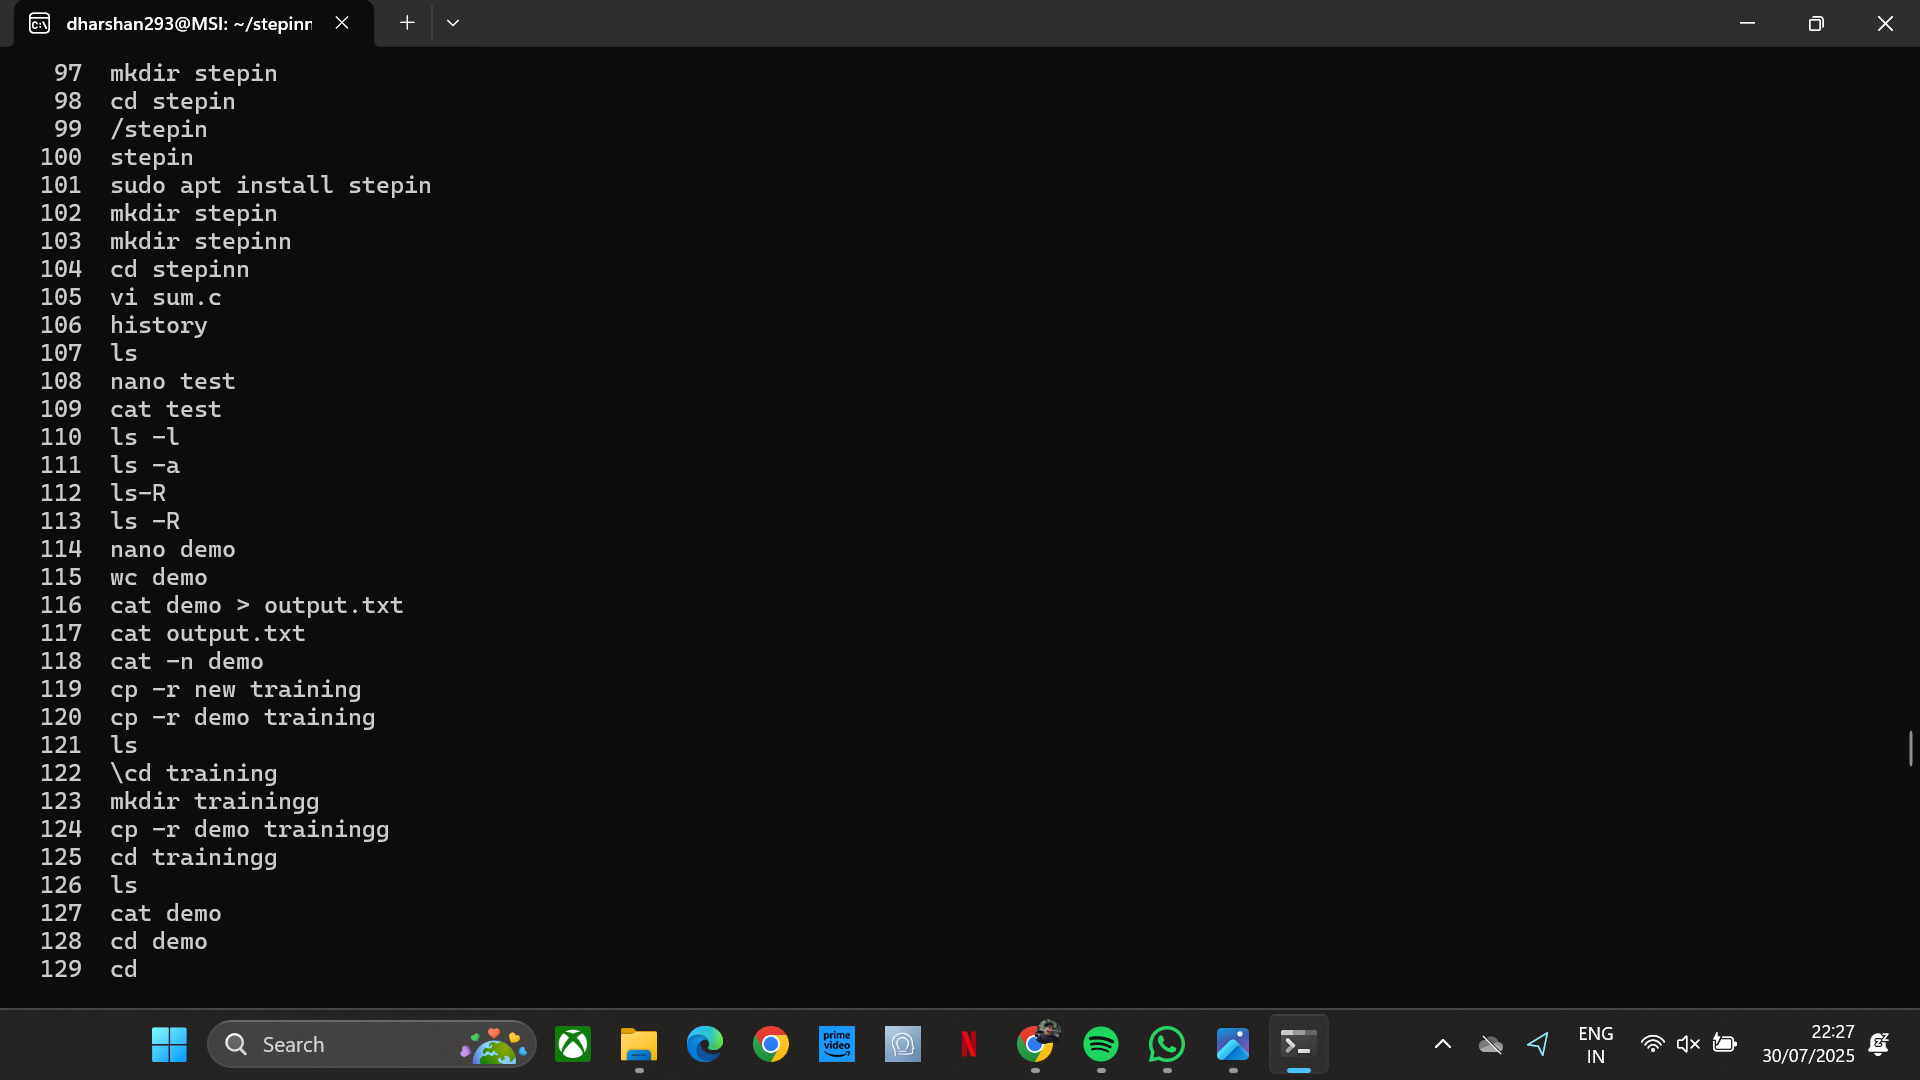 dharshan293@MSI: ~/stepinn
97 mkdir stepin
98 cd stepin
99 /stepin
100 stepin
101 sudo apt install stepin
102 mkdir stepin
103 mkdir stepinn
104 cd stepinn
105 vi sum.c
106 history
107 ls
108 nano test
109 cat test
110 ls -l
111 ls -a
112 ls-R
113 ls -R
114 nano demo
115 wc demo
116 cat demo > output.txt
117 cat output.txt
118 cat -n demo
119 cp -r new training
120 cp -r demo training
121 ls
122 \cd training
123 mkdir trainingg
124 cp -r demo trainingg
125 cd trainingg
126 ls
127 cat demo
128 cd demo
129 cd
Search
prime video
N
ENG
IN
22:27
30/07/2025